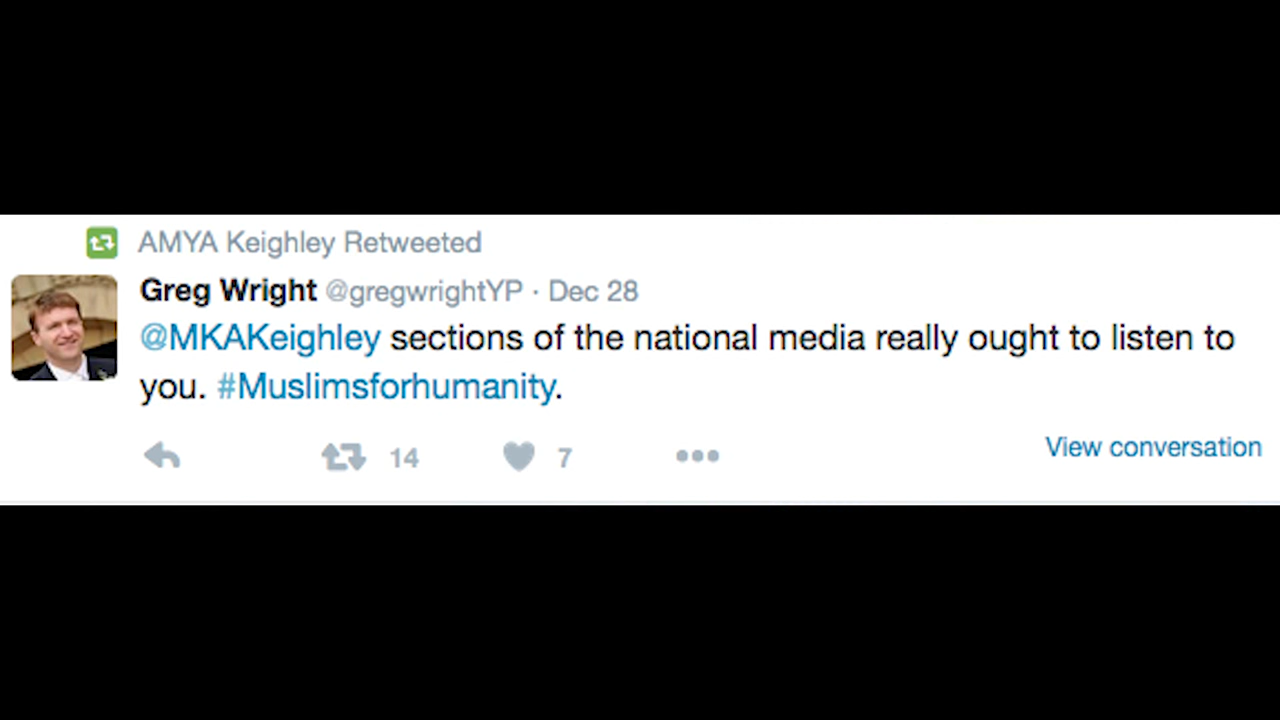 AMYA Keighley Retweeted
Greg Wright @gregwrightYP · Dec 28
@MKAKeighley sections of the national media really ought to listen to
you. #Muslimsforhumanity.
14 7 View conversation